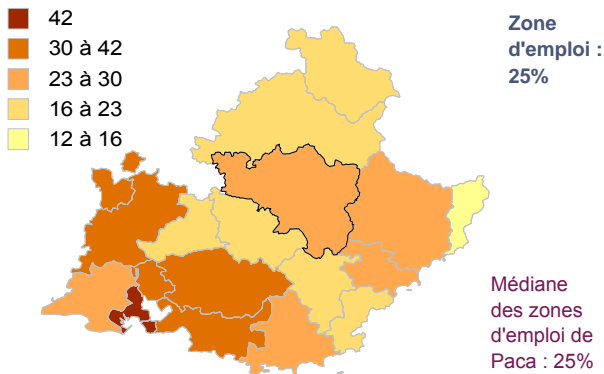 42
30 à 42
23 à 30
16 à 23
12 à 16
Zone
d'emploi :
25%
Médiane
des zones
d'emploi de
Paca : 25%